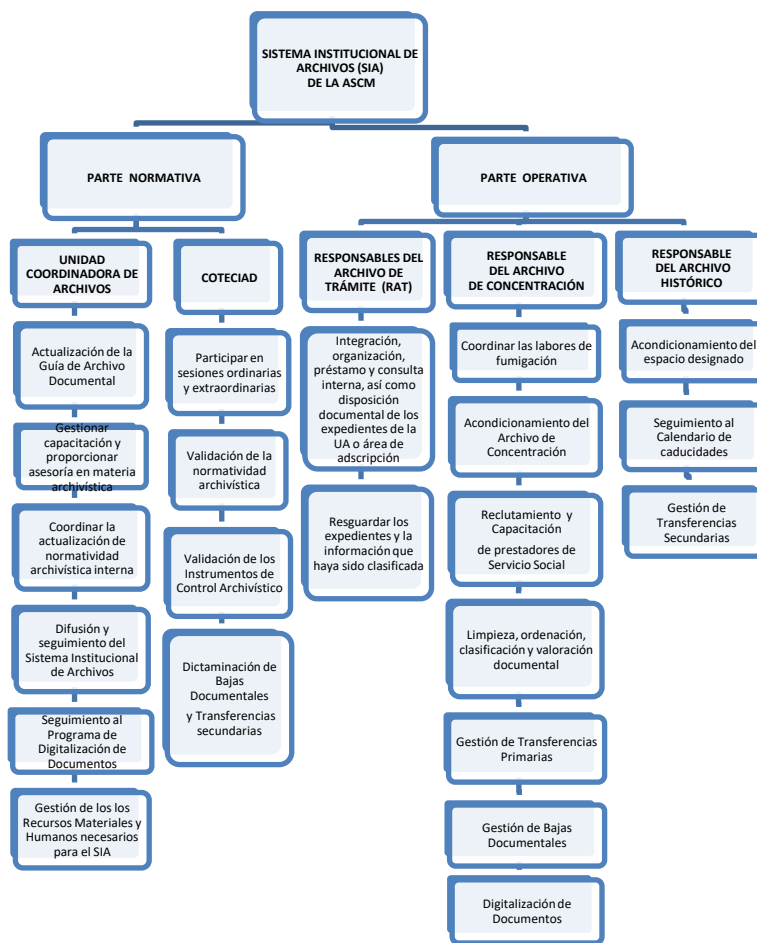 SISTEMA INSTITUCIONAL DE
ARCHIVOS (SIA)
DE LA ASCM
PARTE NORMATIVA
PARTE OPERATIVA
UNIDAD
COORDINADORA DE
ARCHIVOS
Actualización de la
Guía de Archivo
Documental
Gestionar
capacitación y
proporcionar
asesoría en materia
archivística
Coordinar la
actualización de
normatividad
archivística interna
Difusión y
seguimiento del
Sistema Institucional
de Archivos
Seguimiento al
Programa de
Digitalización de
Documentos
Gestión de los los
Recursos Materiales y
Humanos necesarios
para el SIA
COTECIAD
Participar en
sesiones ordinarias
y extraordinarias
Validación de la
normatividad
archivística
Validación de los
Instrumentos de
Control Archivístico
Dictaminación de
Bajas
Documentales
y Transferencias
secundarias
RESPONSABLES DEL
ARCHIVO DE
TRÁMITE (RAT)
Integración,
organización,
préstamo y consulta
interna, así como
disposición
documental de los
expedientes de la
UA o área de
adscripción
Resguardar los
expedientes y la
información que
haya sido clasificada
RESPONSABLE
DEL ARCHIVO
DE CONCENTRACIÓN
Coordinar las labores de
fumigación
Acondicionamiento del
Archivo de
Concentración
Reclutamiento y
Capacitación
de prestadores de
Servicio Social
Limpieza, ordenación,
clasificación y valoración
documental
Gestión de Transferencias
Primarias
Gestión de Bajas
Documentales
Digitalización de
Documentos
RESPONSABLE
DEL ARCHIVO
HISTÓRICO
Acondicionamiento del
espacio designado
Seguimiento al
Calendario de
caducidades
Gestión de
Transferencias
Secundarias